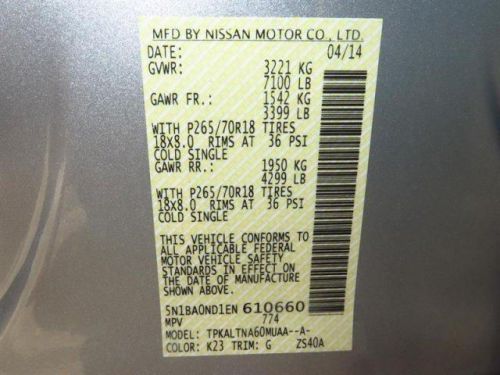 MFD BY NISSAN MOTOR CO., LTD.
DATE: 04/14
GVWR: 3221 KG
7100 LB
GAWR FR.: 1542 KG
3399 LB
WITH P265/70R18 TIRES
18X8.0 RIMS AT 36 PSI
COLD SINGLE
GAWR RR.: 1950 KG
4299 LB
WITH P265/70R18 TIRES
18X8.0 RIMS AT 36 PSI
COLD SINGLE
THIS VEHICLE CONFORMS TO
ALL APPLICABLE FEDERAL
MOTOR VEHICLE SAFETY
STANDARDS IN EFFECT ON
THE DATE OF MANUFACTURE
SHOWN ABOVE.
5N1BA0ND1EN 610660
MPV 774
MODEL: TPKALTNA60MUAA--A-
COLOR: K23 TRIM: G ZS40A